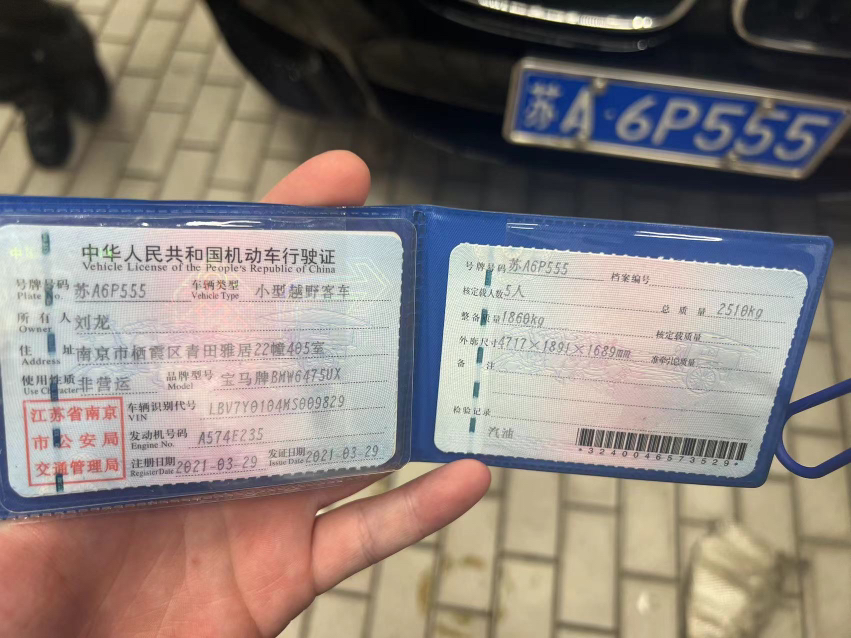 苏A·6P555
中华人民共和国机动车行驶证
Vehicle License of the People's Republic of China
号牌号码 苏A6P555 车辆类型 小型越野客车
Plate No. Vehicle Type
所有人 刘龙
Owner
住址 南京市栖霞区青田雅居22幢405室
Address
使用性质 非营运 品牌型号 宝马牌BMW6475UX
Use Character Model
江苏省南京市公安局交通管理局
车辆识别代号 LBV7Y0104MS009829
VIN
发动机号码 A574E235
Engine No.
注册日期 2021-03-29 发证日期 2021-03-29
Register Date Issue Date
号牌号码 苏A6P555 档案编号
核定载人数 5人 总质量 2510kg
整备质量 1860kg 核定载质量
外廓尺寸 4717×1891×1689mm 准牵引总质量
备注
检验记录
汽油
*3240046573529*